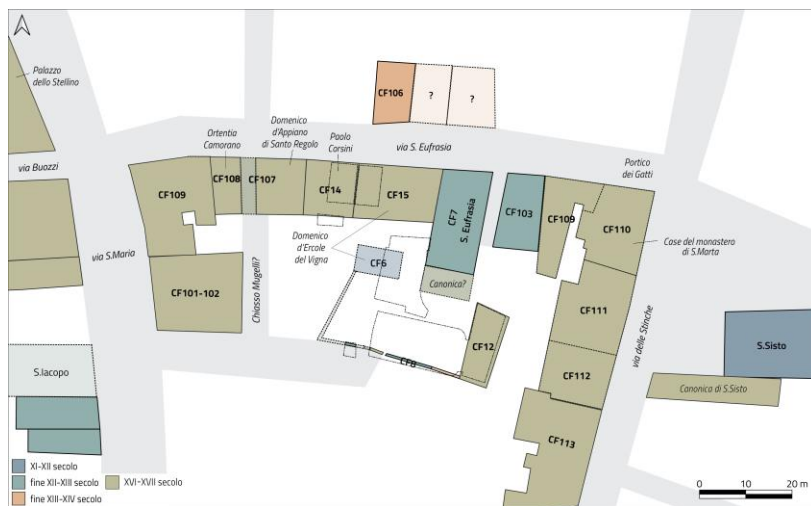 Palazzo
dello Stellino
CF106
?
?
Domenico
d'Appiano
di Santo Regolo
Ortentia
Camorano
Paolo
Corsini
via S. Eufrasia
Portico
dei Gatti
via Buozzi
CF109
CF108
CF107
CF14
CF15
CF7
S. Eufrasia
CF103
CF109
CF110
Case del monastero
di S.Marta
via S.Maria
Domenico
d'Ercole
del Vigna
CF6
Canonica?
CF101-102
Chiasso Mugelli?
CF111
via delle Stinche
S.Sisto
CF12
CF8
CF112
Canonica di S.Sisto
S.Iacopo
CF113
XI-XII secolo
fine XII-XIII secolo
XVI-XVII secolo
fine XIII-XIV secolo
0 10 20 m